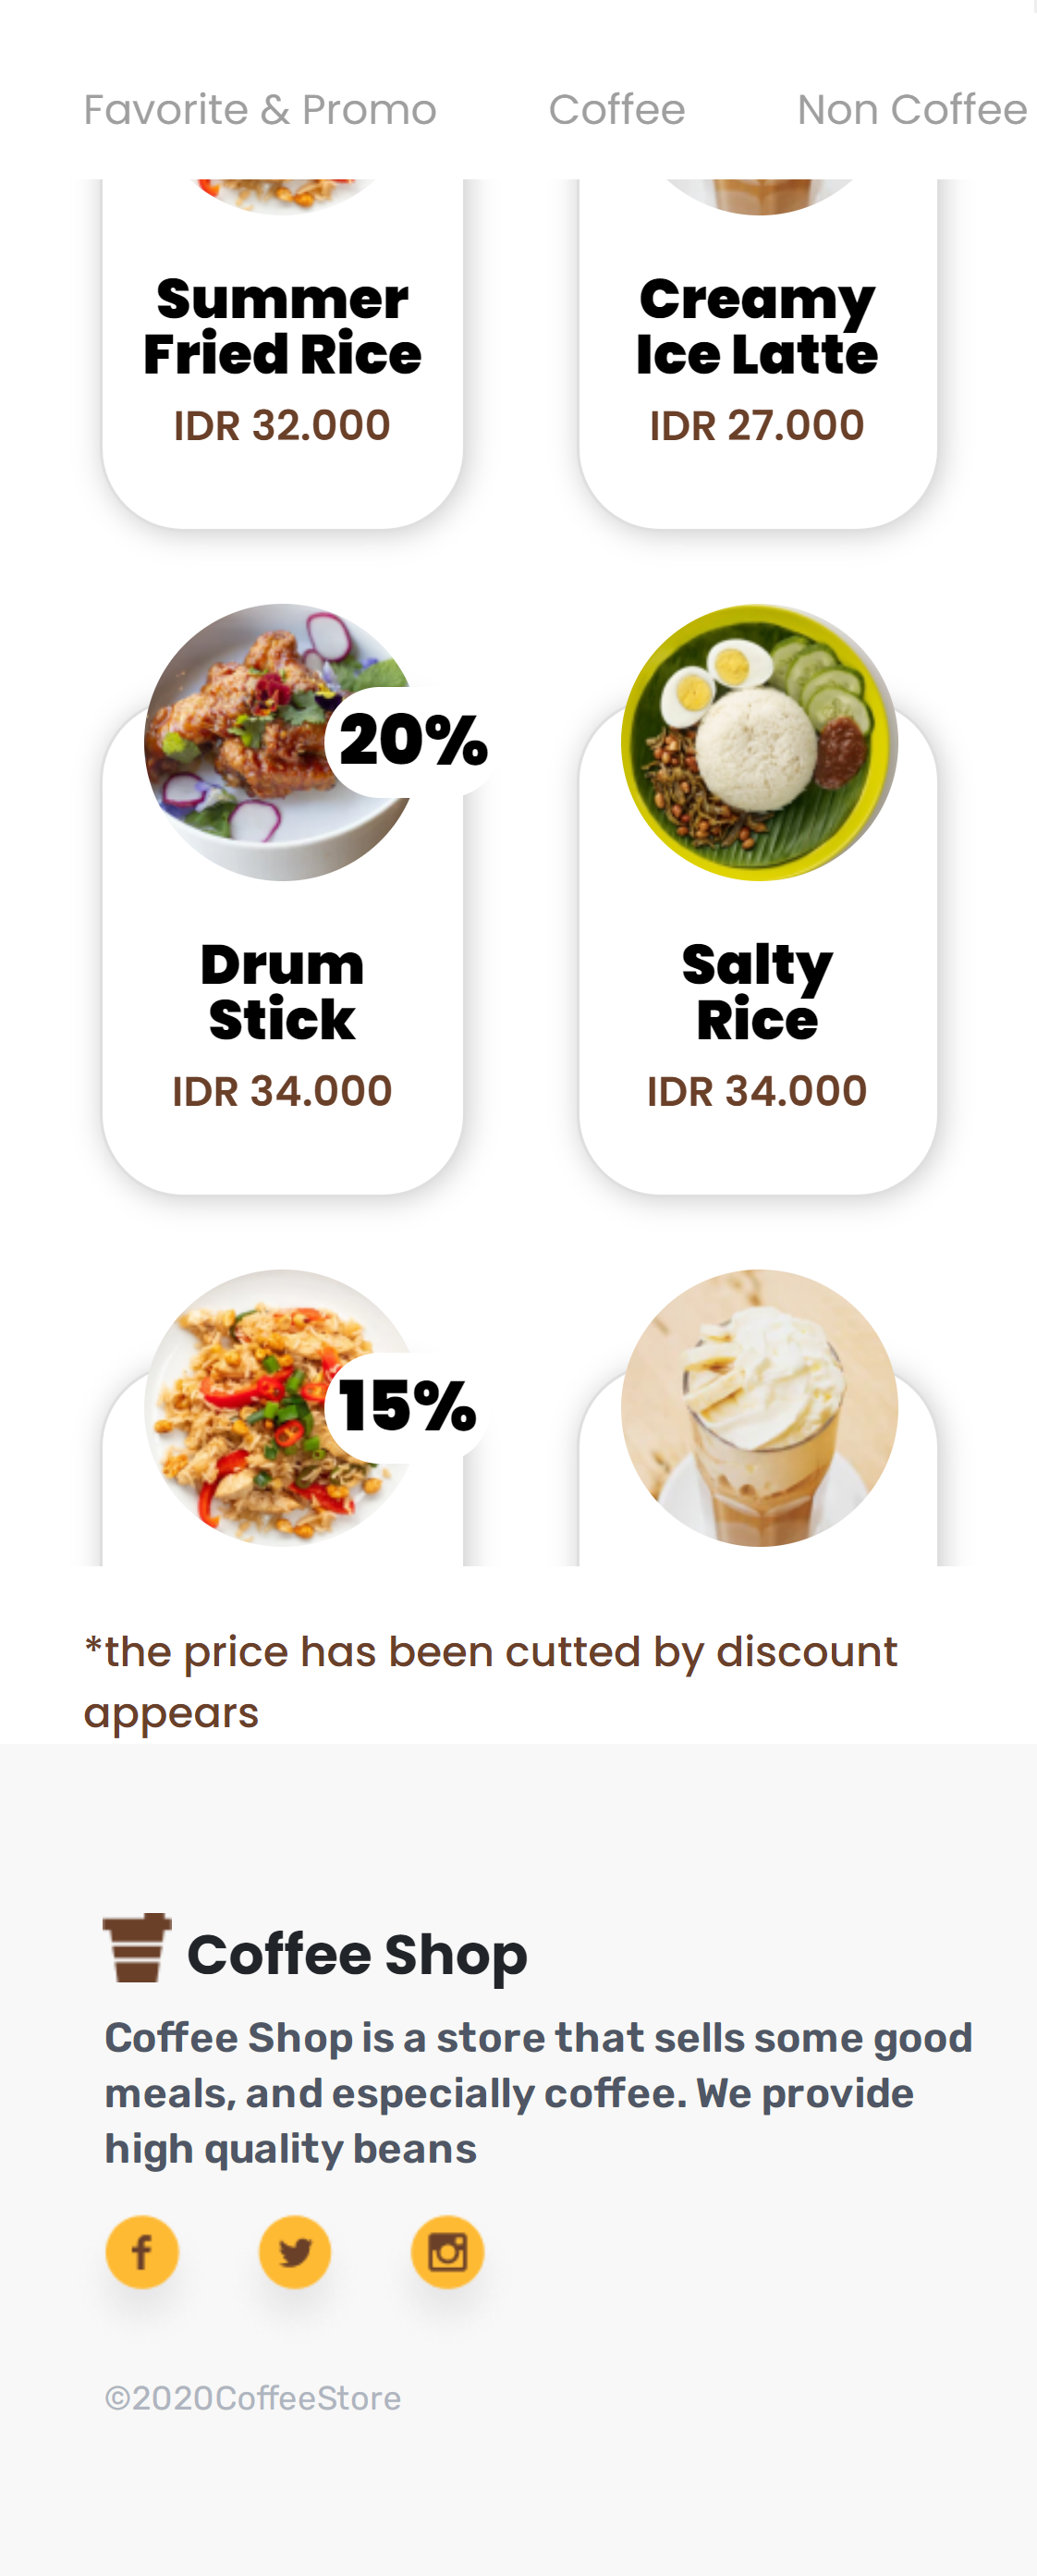 Favorite & Promo Coffee Non Coffee
Summer
Fried Rice
IDR 32.000
Creamy
Ice Latte
IDR 27.000
20%
Drum
Stick
IDR 34.000
Salty
Rice
IDR 34.000
15%
*the price has been cutted by discount
appears
Coffee Shop
Coffee Shop is a store that sells some good
meals, and especially coffee. We provide
high quality beans
©2020CoffeeStore